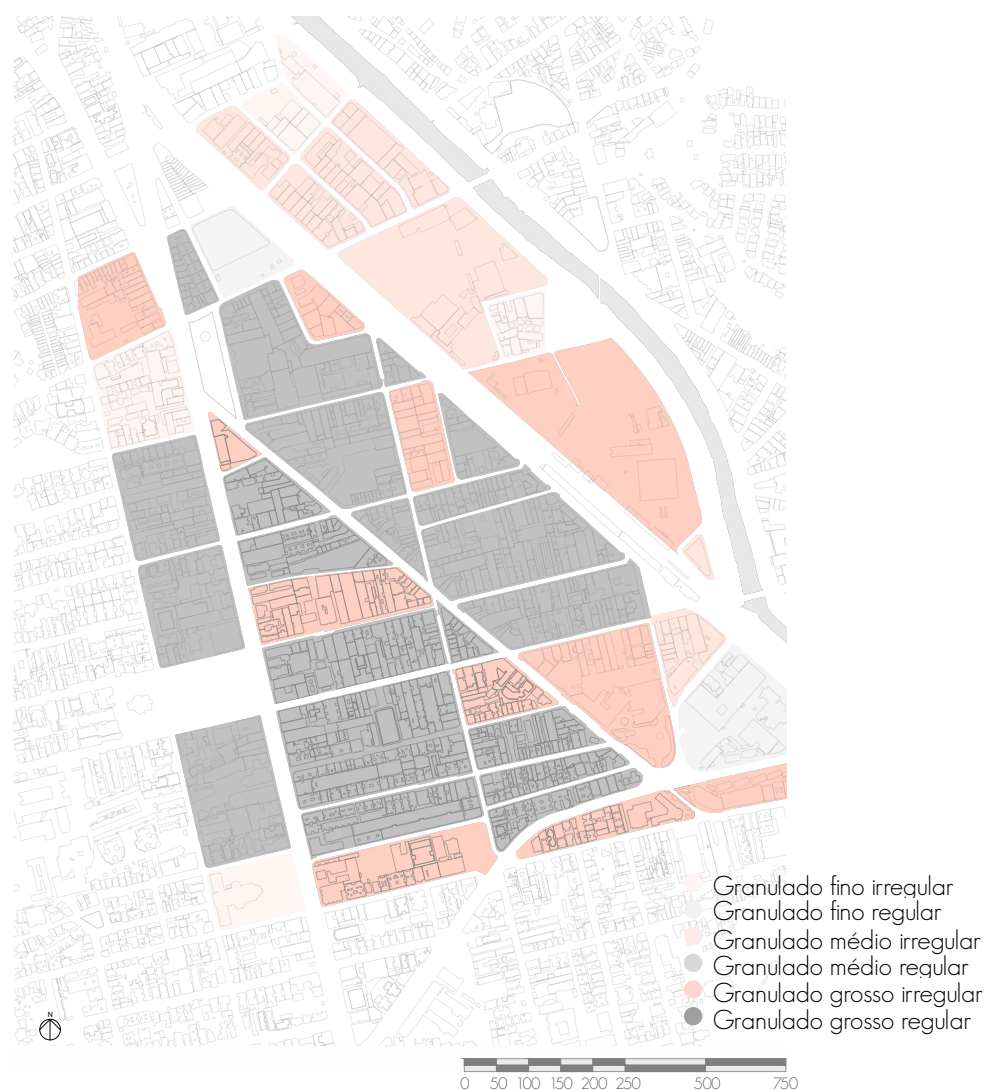 Granulado fino irregular
Granulado fino regular
Granulado médio irregular
Granulado médio regular
Granulado grosso irregular
Granulado grosso regular
N
0 50 100 150 200 250 500 750